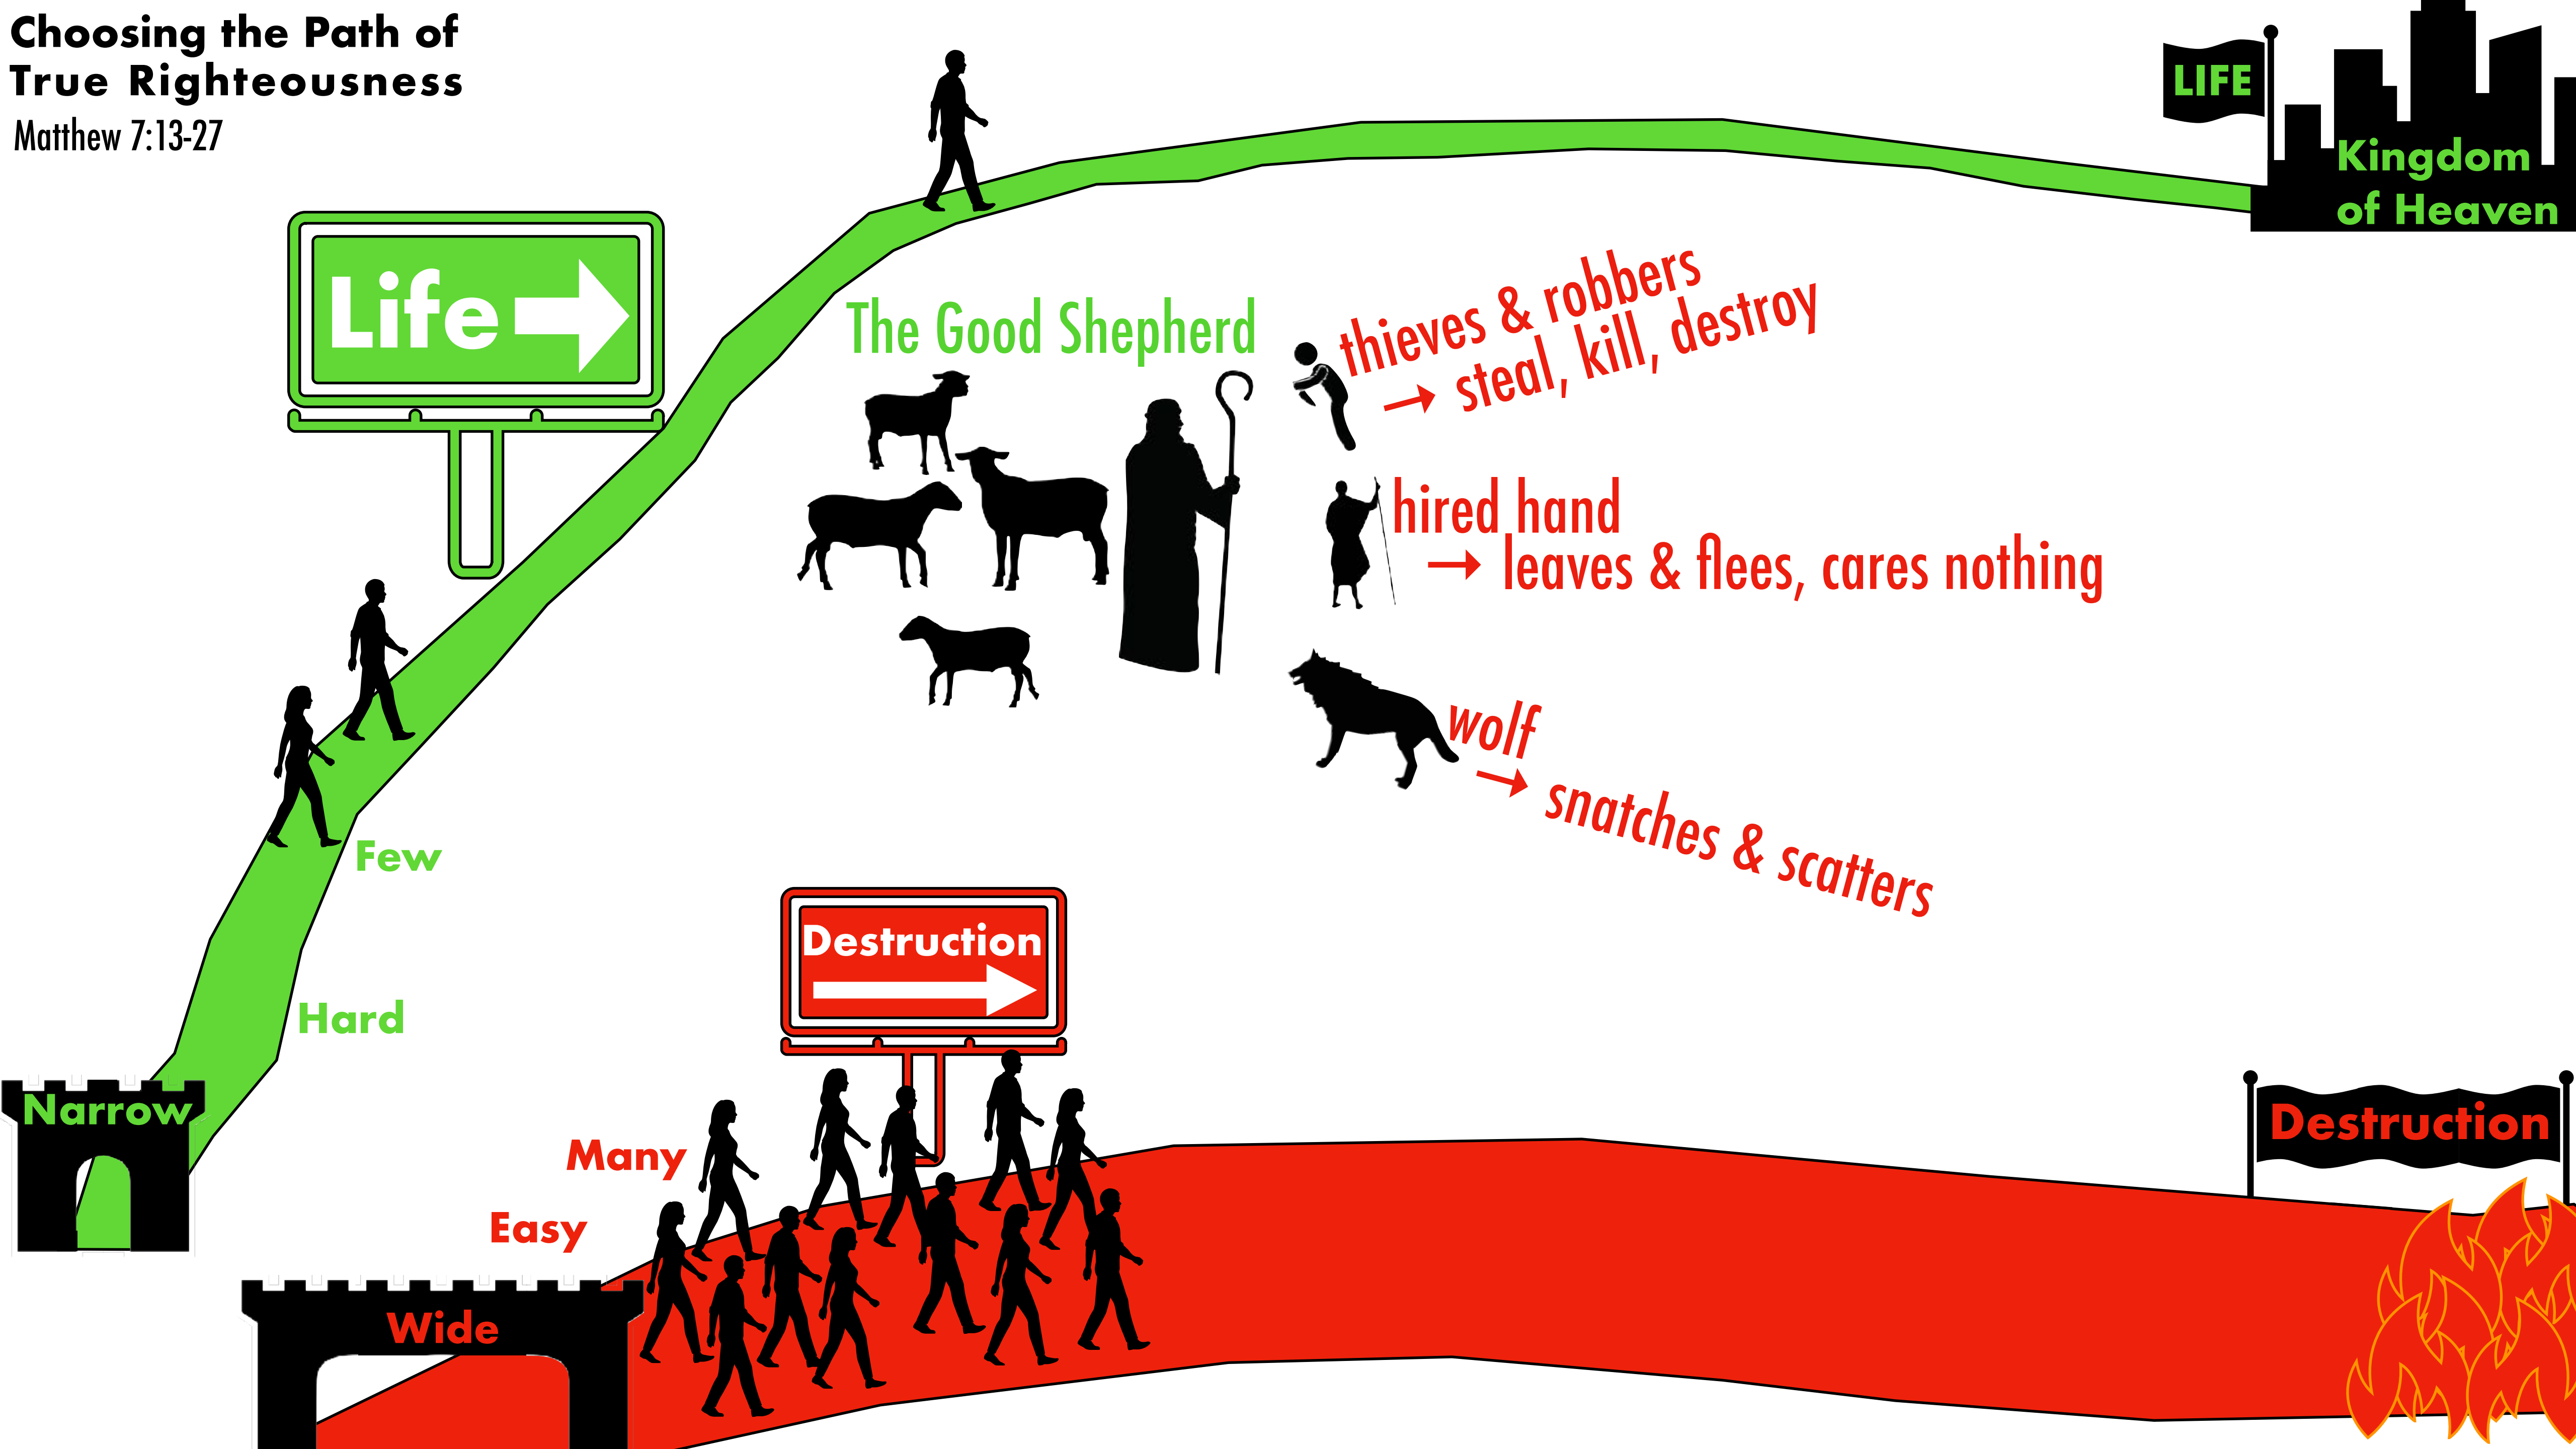 Choosing the Path of
True Righteousness
Matthew 7:13-27
LIFE
Kingdom
of Heaven
Life
The Good Shepherd
thieves & robbers
→ steal, kill, destroy
hired hand
→ leaves & flees, cares nothing
wolf
→ snatches & scatters
Few
Hard
Narrow
Destruction
Many
Easy
Wide
Destruction